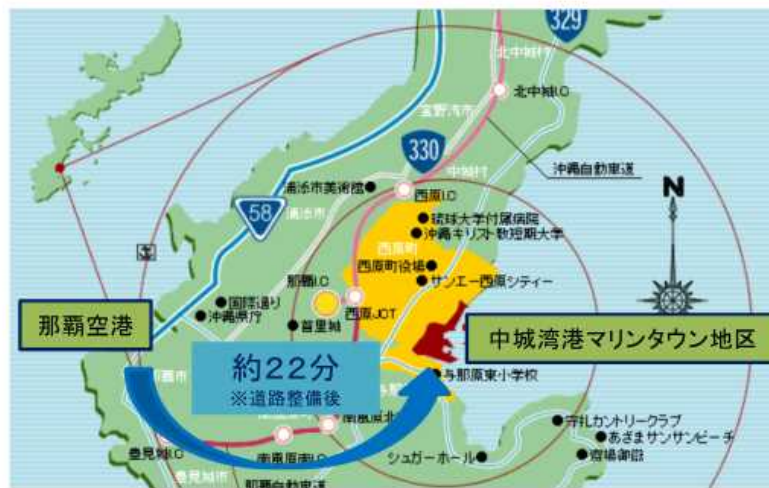 329
北中城村
北中城I.C
宜野湾市
330
中城村
沖縄自動車道
浦添市美術館
西原I.C
N
58
浦添市
琉球大学付属病院
沖縄キリスト教短期大学
西原町
西原町役場
那覇I.C
サンエー西原シティー
国際通り
西原JCT
沖縄県庁
首里城
那覇空港
中城湾港マリンタウン地区
約22分
※道路整備後
与那原東小学校
那覇市
南風原北
守礼カントリークラブ
あざまサンサンビーチ
豊見城I.C
南風原南I.C
シュガーホール
斎場御嶽
豊見城市
那覇自動車道